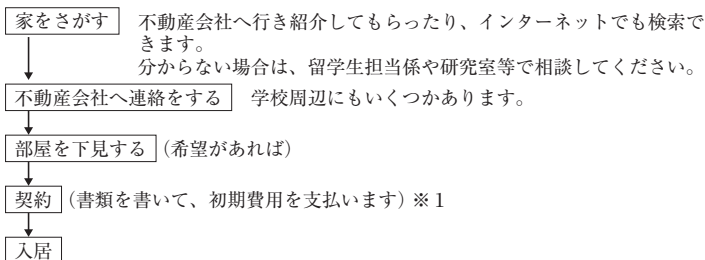 家をさがす 不動産会社へ行き紹介してもらったり、インターネットでも検索で
きます。
分からない場合は、留学生担当係や研究室等で相談してください。
不動産会社へ連絡をする 学校周辺にもいくつかあります。
部屋を下見する（希望があれば）
契約（書類を書いて、初期費用を支払います）※１
入居